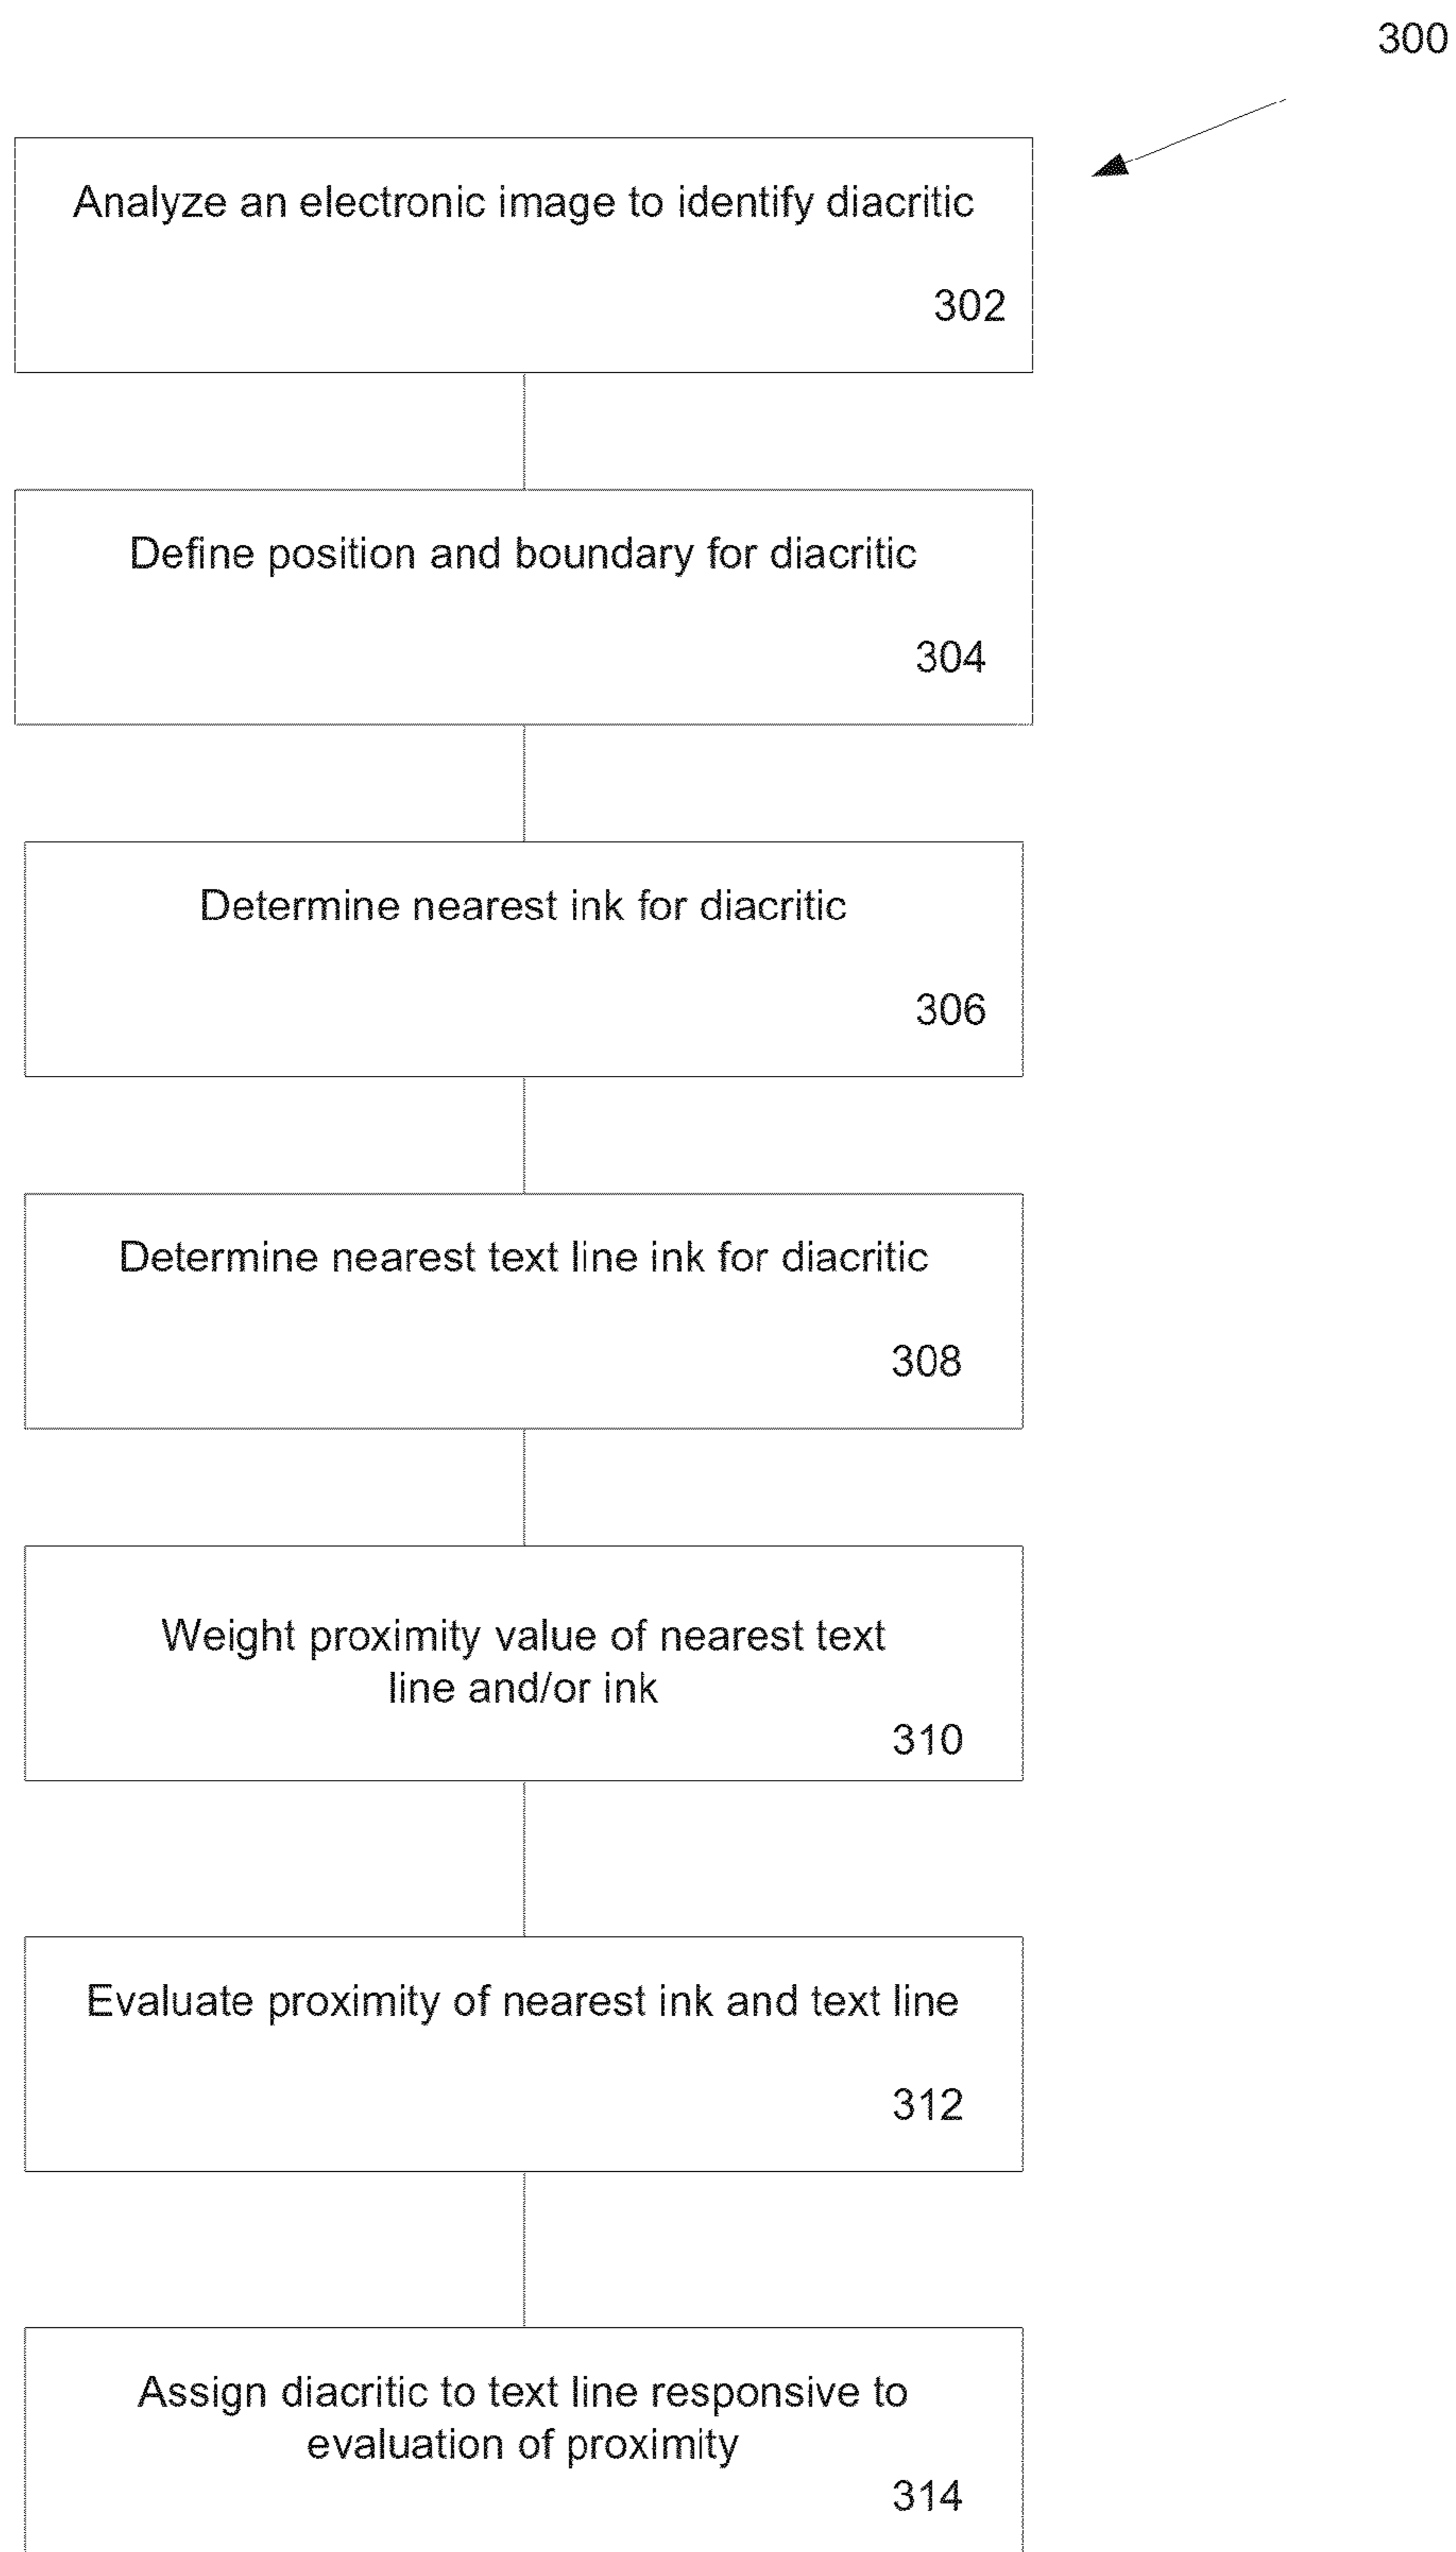 300
Analyze an electronic image to identify diacritic
302
Define position and boundary for diacritic
304
Determine nearest ink for diacritic
306
Determine nearest text line ink for diacritic
308
Weight proximity value of nearest text
line and/or ink
310
Evaluate proximity of nearest ink and text line
312
Assign diacritic to text line responsive to
evaluation of proximity
314